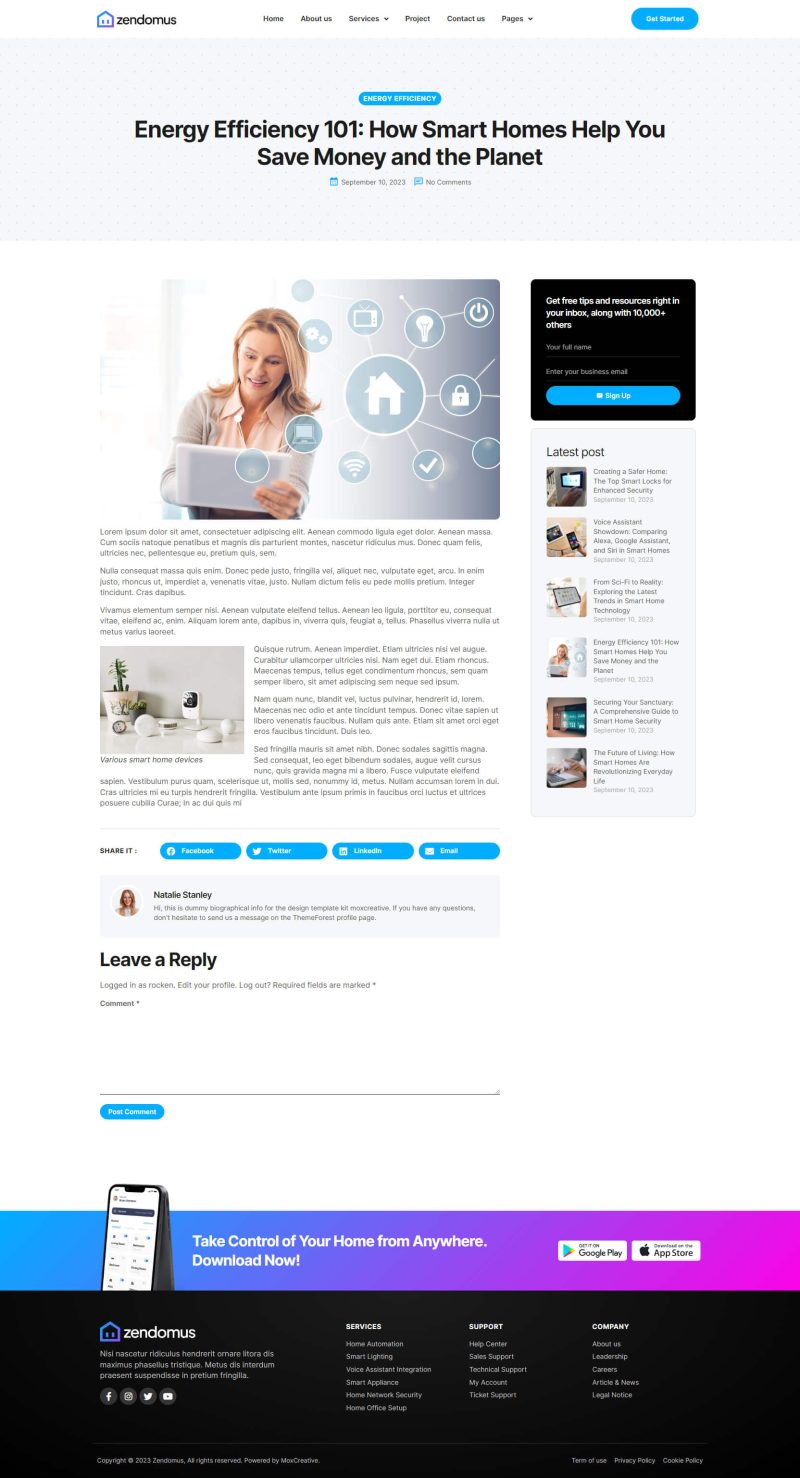 zendomus
Home About us Services Project Contact us Pages
Get Started
ENERGY EFFICIENCY
Energy Efficiency 101: How Smart Homes Help You
Save Money and the Planet
September 10, 2023 No Comments
Lorem ipsum dolor sit amet, consectetuer adipiscing elit. Aenean commodo ligula eget dolor. Aenean massa.
Cum sociis natoque penatibus et magnis dis parturient montes, nascetur ridiculus mus. Donec quam felis,
ultricies nec, pellentesque eu, pretium quis, sem.
Nulla consequat massa quis enim. Donec pede justo, fringilla vel, aliquet nec, vulputate eget, arcu. In enim
justo, rhoncus ut, imperdiet a, venenatis vitae, justo. Nullam dictum felis eu pede mollis pretium. Integer
tincidunt. Cras dapibus.
Vivamus elementum semper nisi. Aenean vulputate eleifend tellus. Aenean leo ligula, porttitor eu, consequat
vitae, eleifend ac, enim. Aliquam lorem ante, dapibus in, viverra quis, feugiat a, tellus. Phasellus viverra nulla ut
metus varius laoreet.
Quisque rutrum. Aenean imperdiet. Etiam ultricies nisi vel augue.
Curabitur ullamcorper ultricies nisi. Nam eget dui. Etiam rhoncus.
Maecenas tempus, tellus eget condimentum rhoncus, sem quam
semper libero, sit amet adipiscing sem neque sed ipsum.
Nam quam nunc, blandit vel, luctus pulvinar, hendrerit id, lorem.
Maecenas nec odio et ante tincidunt tempus. Donec vitae sapien ut
libero venenatis faucibus. Nullam quis ante. Etiam sit amet orci eget
eros faucibus tincidunt. Duis leo.
Various smart home devices
Sed fringilla mauris sit amet nibh. Donec sodales sagittis magna.
Sed consequat, leo eget bibendum sodales, augue velit cursus
nunc, quis gravida magna mi a libero. Fusce vulputate eleifend
sapien. Vestibulum purus quam, scelerisque ut, mollis sed, nonummy id, metus. Nullam accumsan lorem in dui.
Cras ultricies mi eu turpis hendrerit fringilla. Vestibulum ante ipsum primis in faucibus orci luctus et ultrices
posuere cubilia Curae; In ac dui quis mi
SHARE IT :
Facebook
Twitter
LinkedIn
Email
Natalie Stanley
Hi, this is dummy biographical info for the design template kit moxcreative. If you have any questions,
don't hesitate to send us a message on the ThemeForest profile page.
Leave a Reply
Logged in as rocken. Edit your profile. Log out? Required fields are marked *
Comment *
Post Comment
Get free tips and resources right in
your inbox, along with 10,000+
others
Your full name
Enter your business email
Sign Up
Latest post
Creating a Safer Home:
The Top Smart Locks for
Enhanced Security
September 10, 2023
Voice Assistant
Showdown: Comparing
Alexa, Google Assistant,
and Siri in Smart Homes
September 10, 2023
From Sci-Fi to Reality:
Exploring the Latest
Trends in Smart Home
Technology
September 10, 2023
Energy Efficiency 101: How
Smart Homes Help You
Save Money and the
Planet
September 10, 2023
Securing Your Sanctuary:
A Comprehensive Guide to
Smart Home Security
September 10, 2023
The Future of Living: How
Smart Homes Are
Revolutionizing Everyday
Life
September 10, 2023
Take Control of Your Home from Anywhere.
Download Now!
GET IT ON
Google Play
Download on the
App Store
zendomus
Nisi nascetur ridiculus hendrerit ornare litora dis
maximus phasellus tristique. Metus dis interdum
praesent suspendisse in pretium fringilla.
SERVICES
Home Automation
Smart Lighting
Voice Assistant Integration
Smart Appliance
Home Network Security
Home Office Setup
SUPPORT
Help Center
Sales Support
Technical Support
My Account
Ticket Support
COMPANY
About us
Leadership
Careers
Article & News
Legal Notice
Copyright © 2023 Zendomus, All rights reserved. Powered by MoxCreative.
Term of use Privacy Policy Cookie Policy